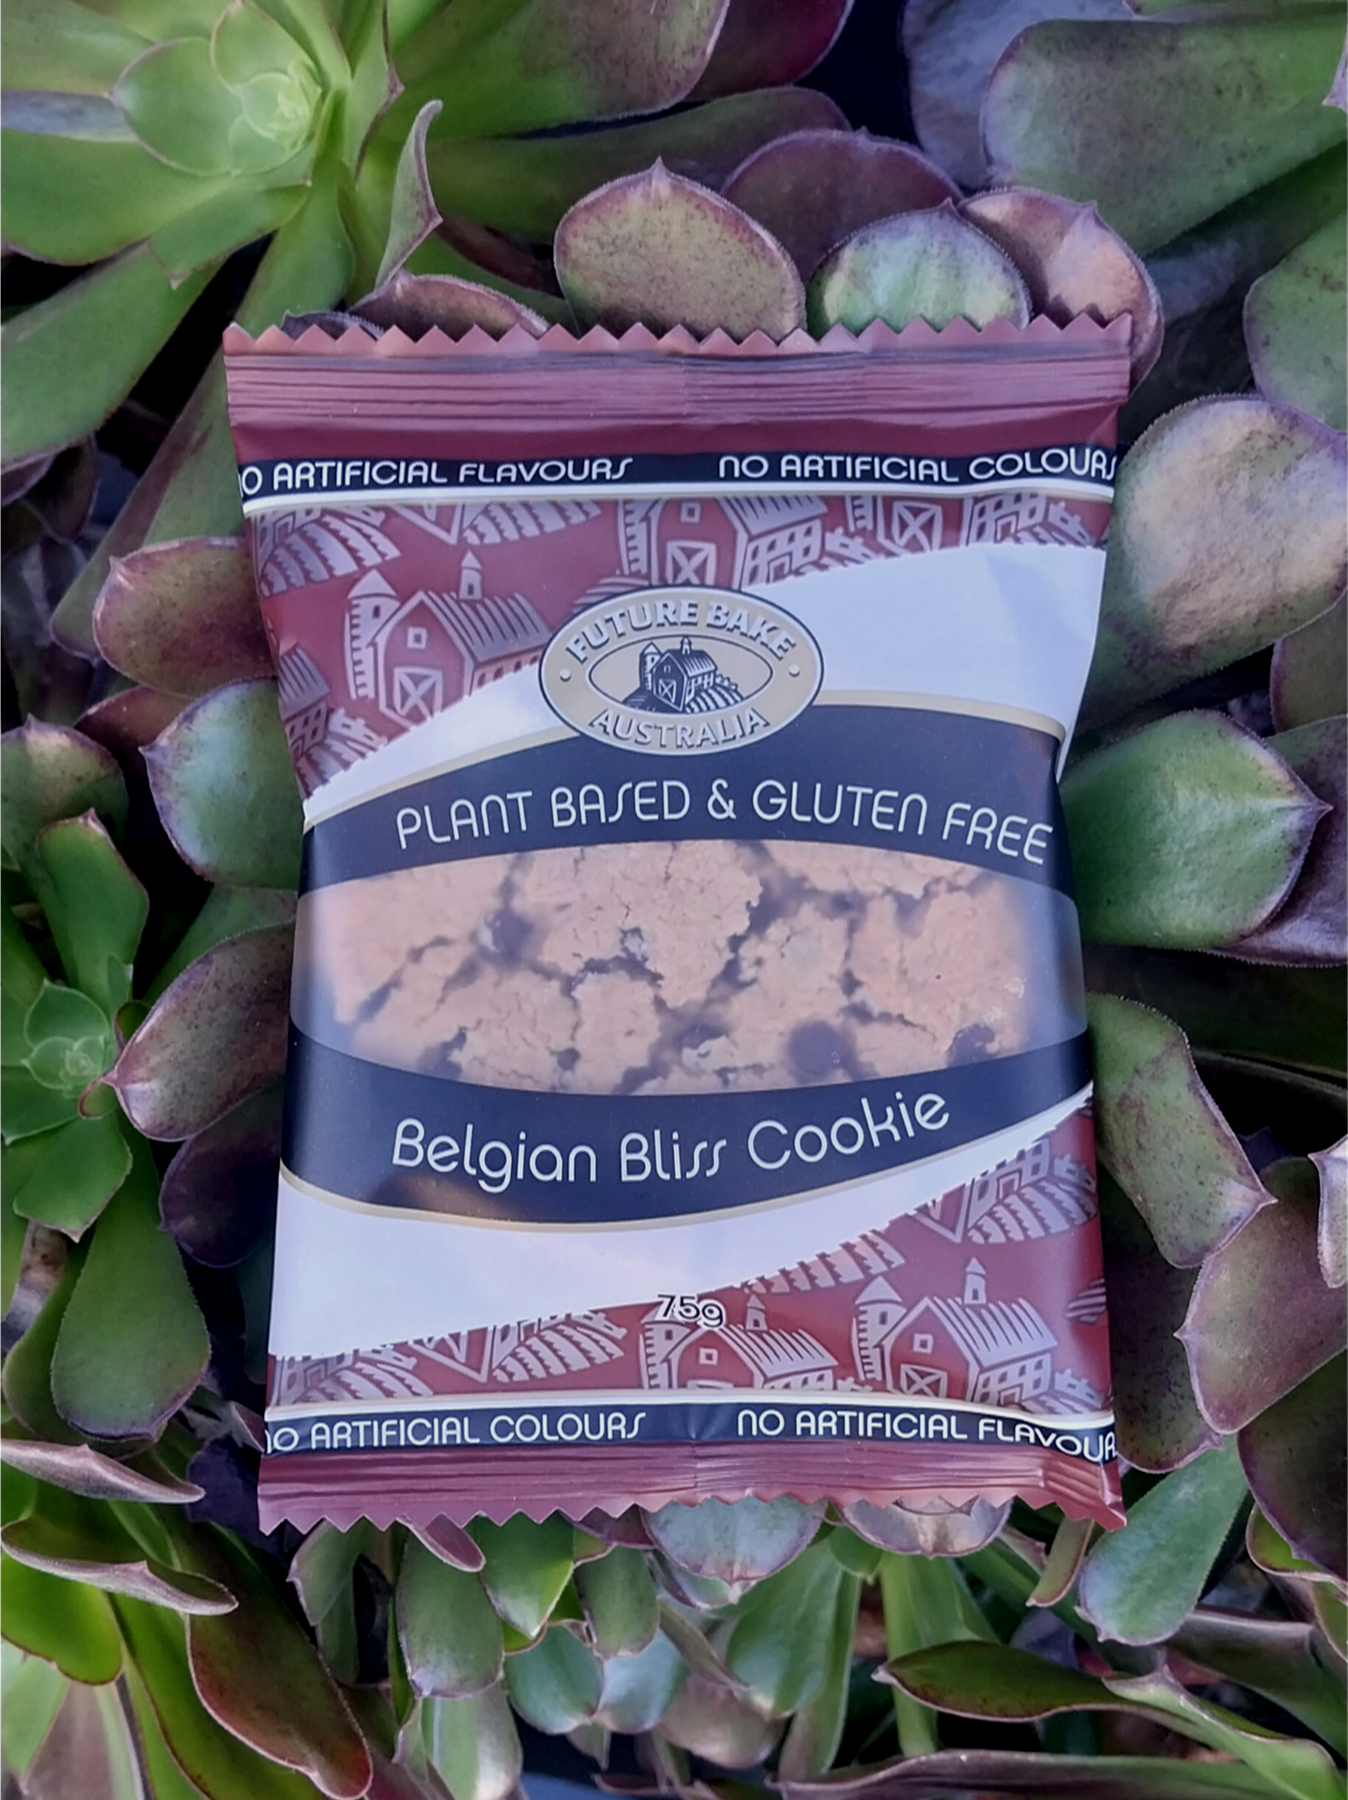 NO ARTIFICIAL FLAVOURS NO ARTIFICIAL COLOURS
FUTURE BAKE
AUSTRALIA
PLANT BASED & GLUTEN FREE
Belgian Bliss Cookie
75g
NO ARTIFICIAL COLOURS NO ARTIFICIAL FLAVOUR